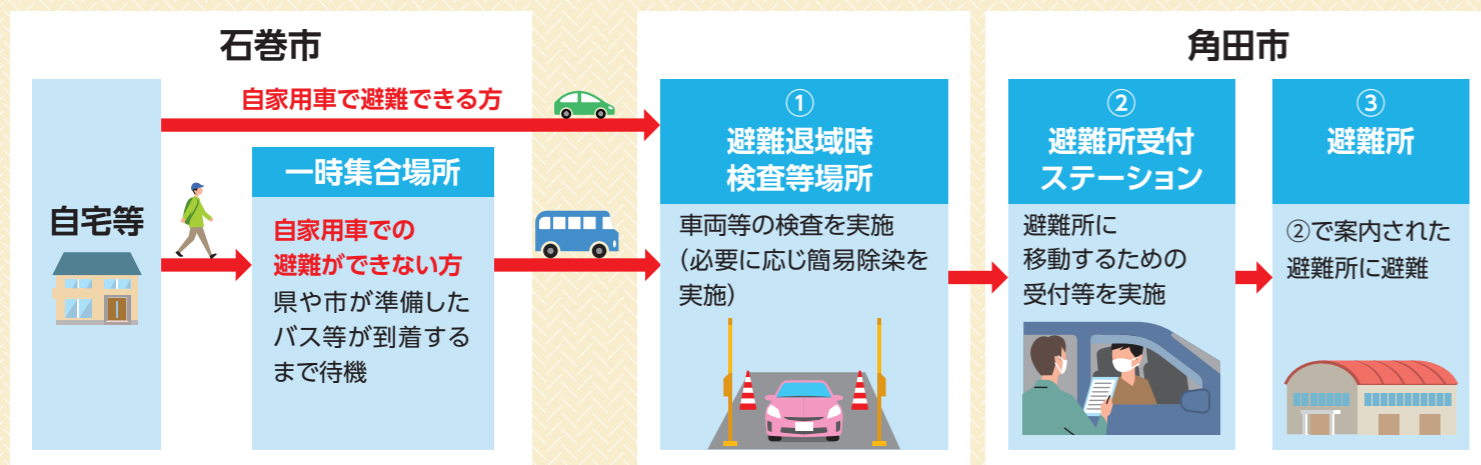 石巻市
自宅等
自家用車で避難できる方
一時集合場所
自家用車での
避難ができない方
県や市が準備した
バス等が到着する
まで待機
①
避難退域時
検査等場所
車両等の検査を実施
（必要に応じ簡易除染を
実施）
角田市
②
避難所受付
ステーション
避難所に
移動するための
受付等を実施
③
避難所
②で案内された
避難所に避難